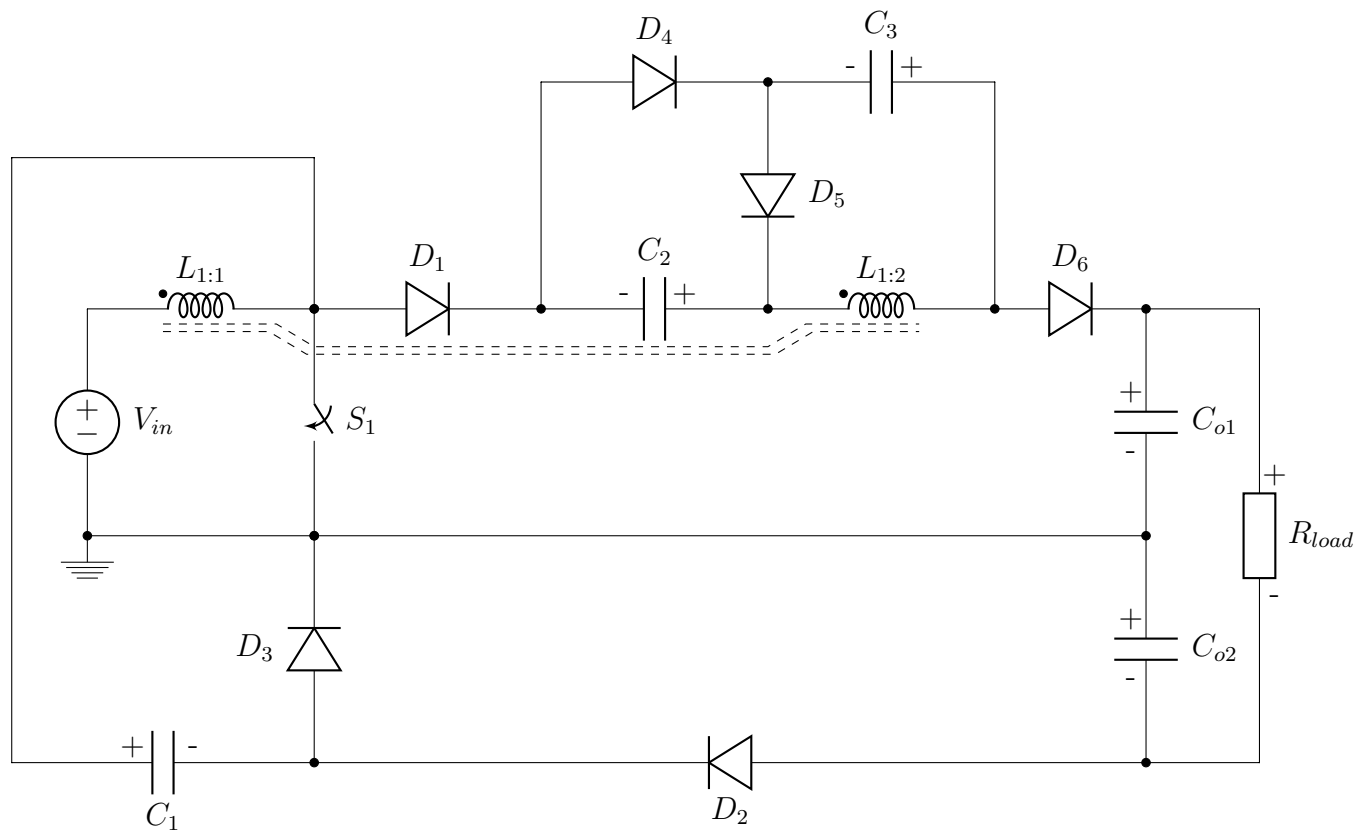 D4
C3
- +
D5
L1:1
D1
C2
- +
L1:2
D6
+
-
Vin
S1
+
-
Co1
+
-
Rload
D3
+
-
Co2
+ -
C1
D2